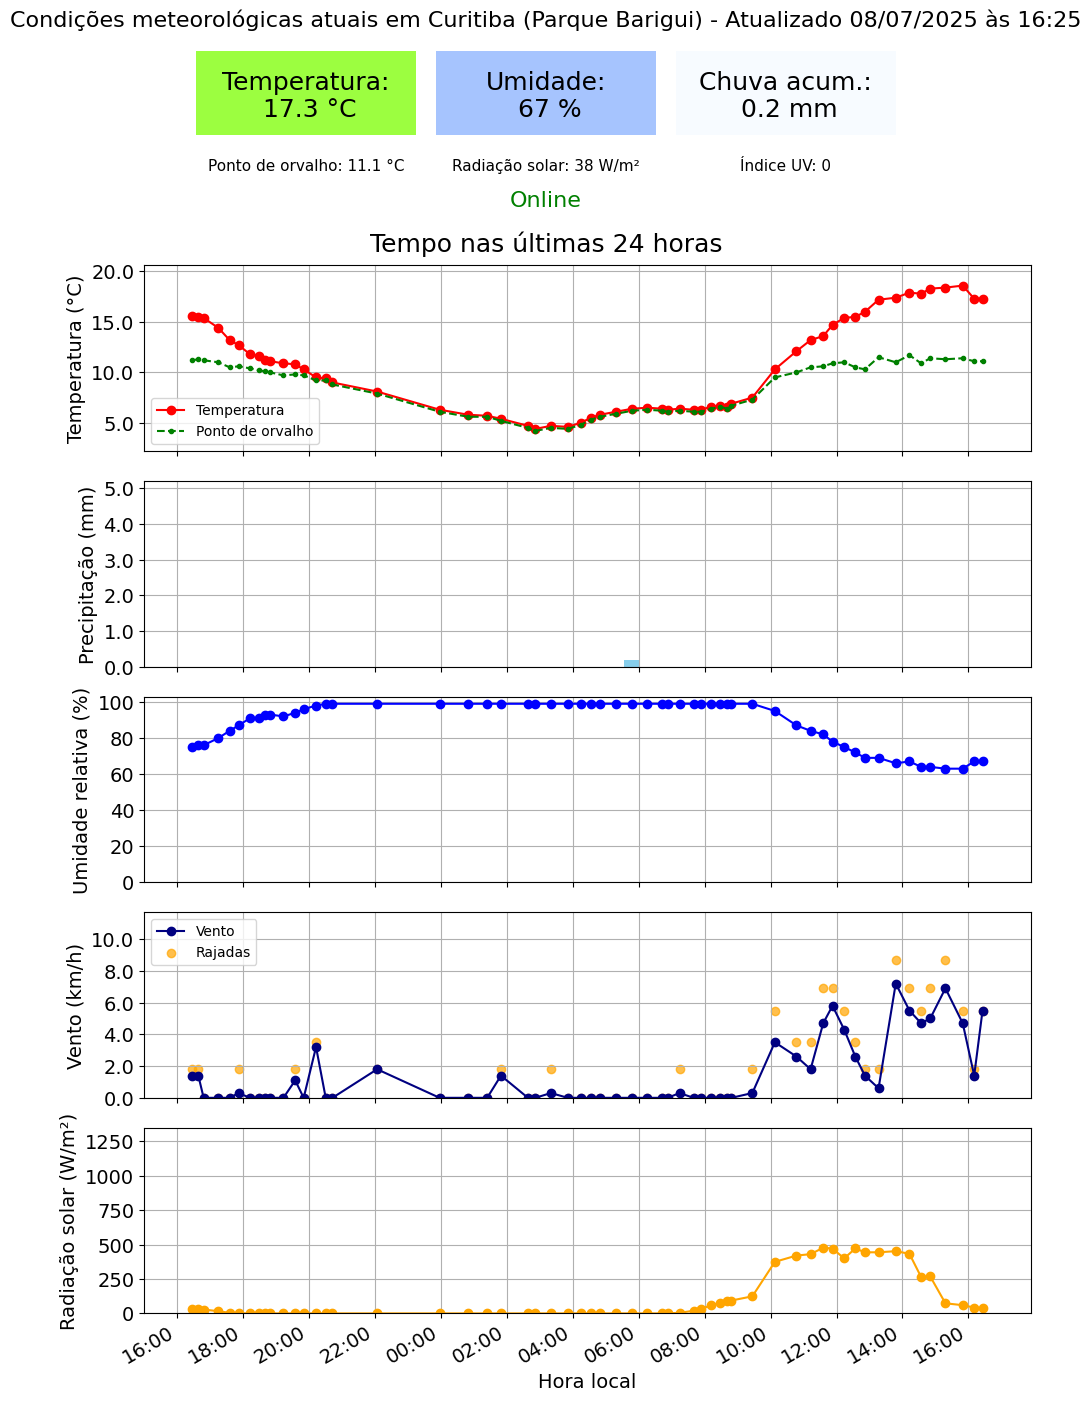 Condições meteorológicas atuais em Curitiba (Parque Barigui) - Atualizado 08/07/2025 às 16:25
Temperatura:
17.3 °C
Umidade:
67 %
Chuva acum.:
0.2 mm
Ponto de orvalho: 11.1 °C
Radiação solar: 38 W/m²
Índice UV: 0
Online
Tempo nas últimas 24 horas
Temperatura (°C)
20.0
15.0
10.0
5.0
Temperatura
Ponto de orvalho
Precipitação (mm)
5.0
4.0
3.0
2.0
1.0
0.0
Umidade relativa (%)
100
80
60
40
20
0
Vento (km/h)
10.0
8.0
6.0
4.0
2.0
0.0
Vento
Rajadas
Radiação solar (W/m²)
1250
1000
750
500
250
0
16:00
18:00
20:00
22:00
00:00
02:00
04:00
06:00
08:00
10:00
12:00
14:00
16:00
Hora local